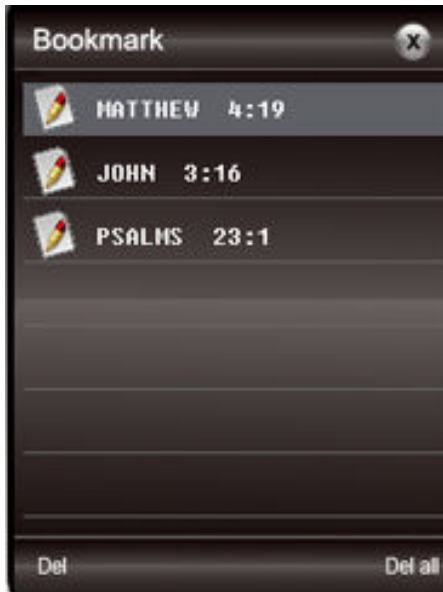 Bookmark
MATTHEW 4:19
JOHN 3:16
PSALMS 23:1
Del Del all